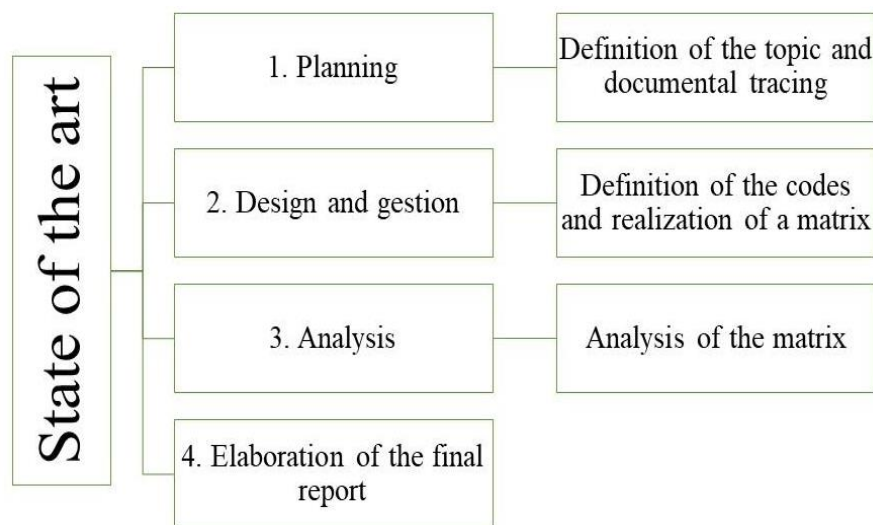 State of the art
1. Planning
Definition of the topic and
documental tracing
2. Design and gestion
Definition of the codes
and realization of a matrix
3. Analysis
Analysis of the matrix
4. Elaboration of the final
report